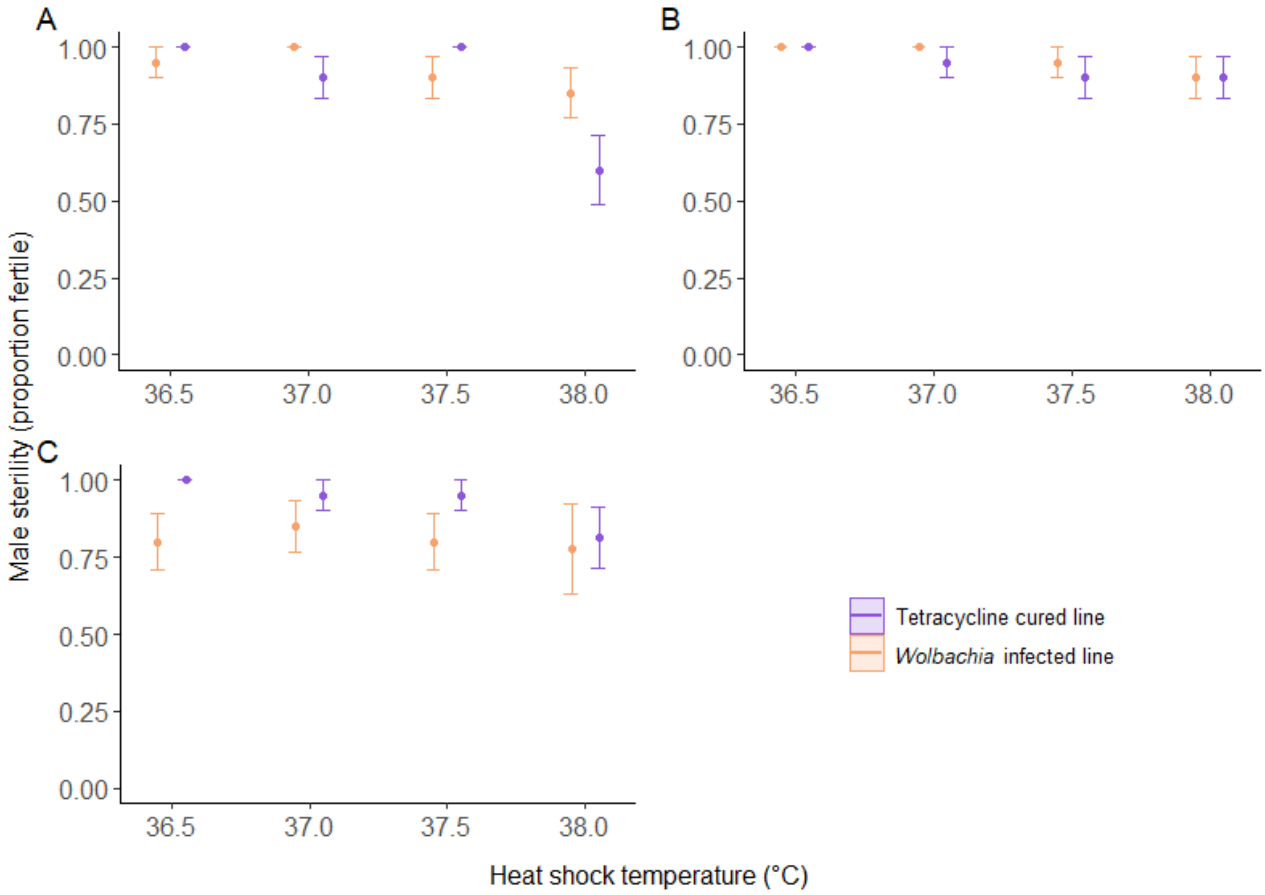 A
1.00
0.75
0.50
0.25
0.00
36.5 37.0 37.5 38.0
B
1.00
0.75
0.50
0.25
0.00
36.5 37.0 37.5 38.0
Male sterility (proportion fertile)
C
1.00
0.75
0.50
0.25
0.00
36.5 37.0 37.5 38.0
Tetracycline cured line
Wolbachia infected line
Heat shock temperature (°C)